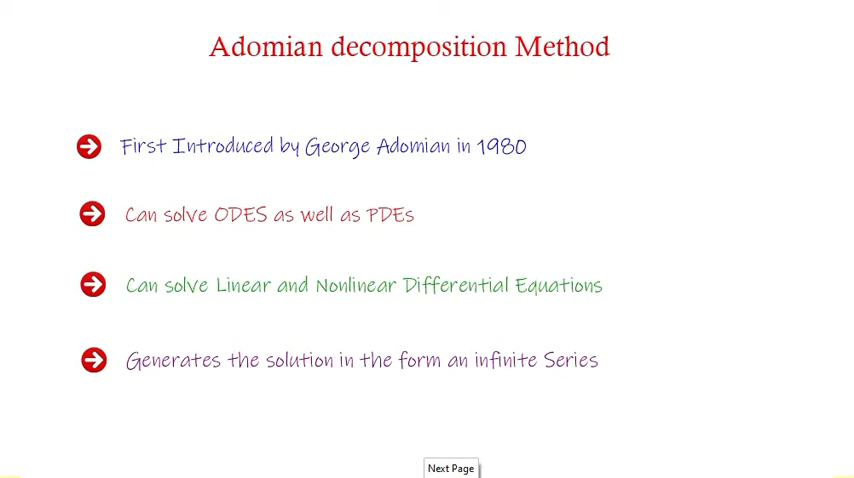 Adomian decomposition Method
First Introduced by George Adomian in 1980
Can solve ODES as well as PDEs
Can solve Linear and Nonlinear Differential Equations
Generates the solution in the form an infinite Series
Next Page